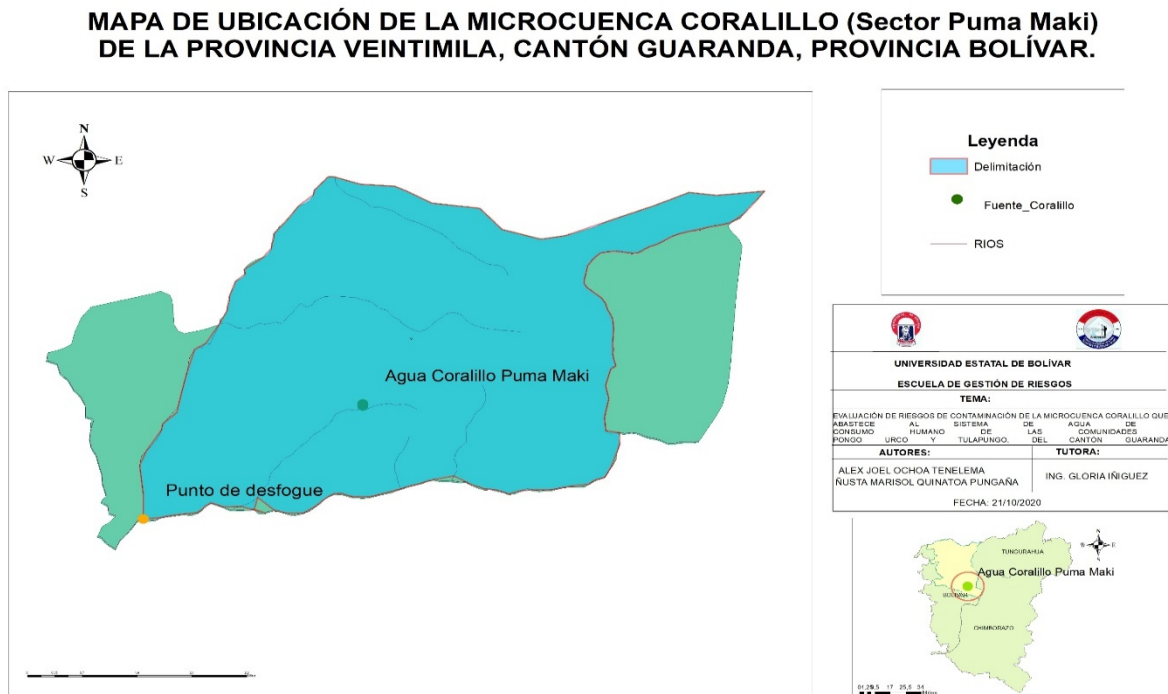 MAPA DE UBICACIÓN DE LA MICROCUENCA CORALILLO (Sector Puma Maki)
DE LA PROVINCIA VEINTIMILA, CANTÓN GUARANDA, PROVINCIA BOLÍVAR.
N
W E
S
Agua Coralillo Puma Maki
Punto de desfogue
Leyenda
Delimitación
Fuente_Coralillo
RIOS
UNIVERSIDAD ESTATAL DE BOLÍVAR
ESCUELA DE GESTIÓN DE RIESGOS
TEMA:
EVALUACIÓN DE RIESGOS DE CONTAMINACIÓN DE LA MICROCUENCA CORALILLO QUE
ABASTECE AL SISTEMA DE AGUA DE
CONSUMO HUMANO DE LAS COMUNIDADES
PONGO URCO Y TULAPUNGO, DEL CANTÓN GUARANDA
AUTORES:
TUTORA:
ALEX JOEL OCHOA TENELEMA
ÑUSTA MARISOL QUINATOA PUNGAÑA
ING. GLORIA IÑIGUEZ
FECHA: 21/10/2020
TUNGURAHUA
Agua Coralillo Puma Maki
CHIMBORAZO
17 25,5 34